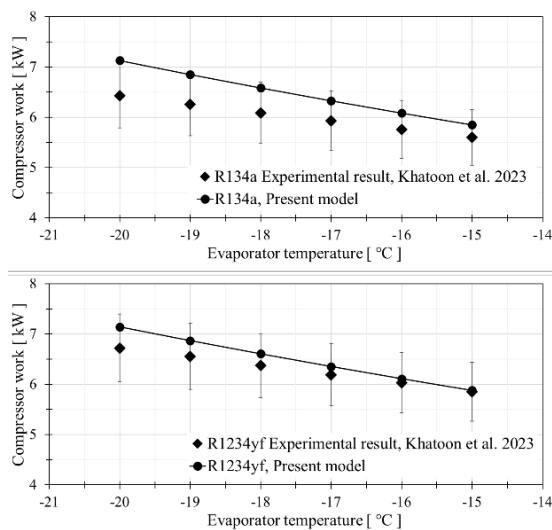 8
7
6
5
4
Compressor work [ kW ]
◆ R134a Experimental result, Khatoon et al. 2023
● R134a, Present model
-21 -20 -19 -18 -17 -16 -15 -14
Evaporator temperature [ °C ]
8
7
6
5
4
Compressor work [ kW ]
◆ R1234yf Experimental result, Khatoon et al. 2023
● R1234yf, Present model
-21 -20 -19 -18 -17 -16 -15 -14
Evaporator temperature [ °C ]